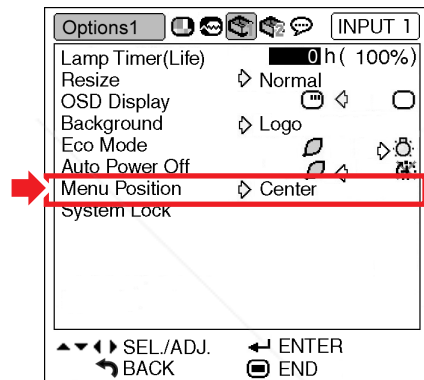 Options1 INPUT 1
Lamp Timer(Life) 0 h ( 100%)
Resize Normal
OSD Display
Background Logo
Eco Mode
Auto Power Off
Menu Position Center
System Lock
SEL./ADJ. ENTER
BACK END